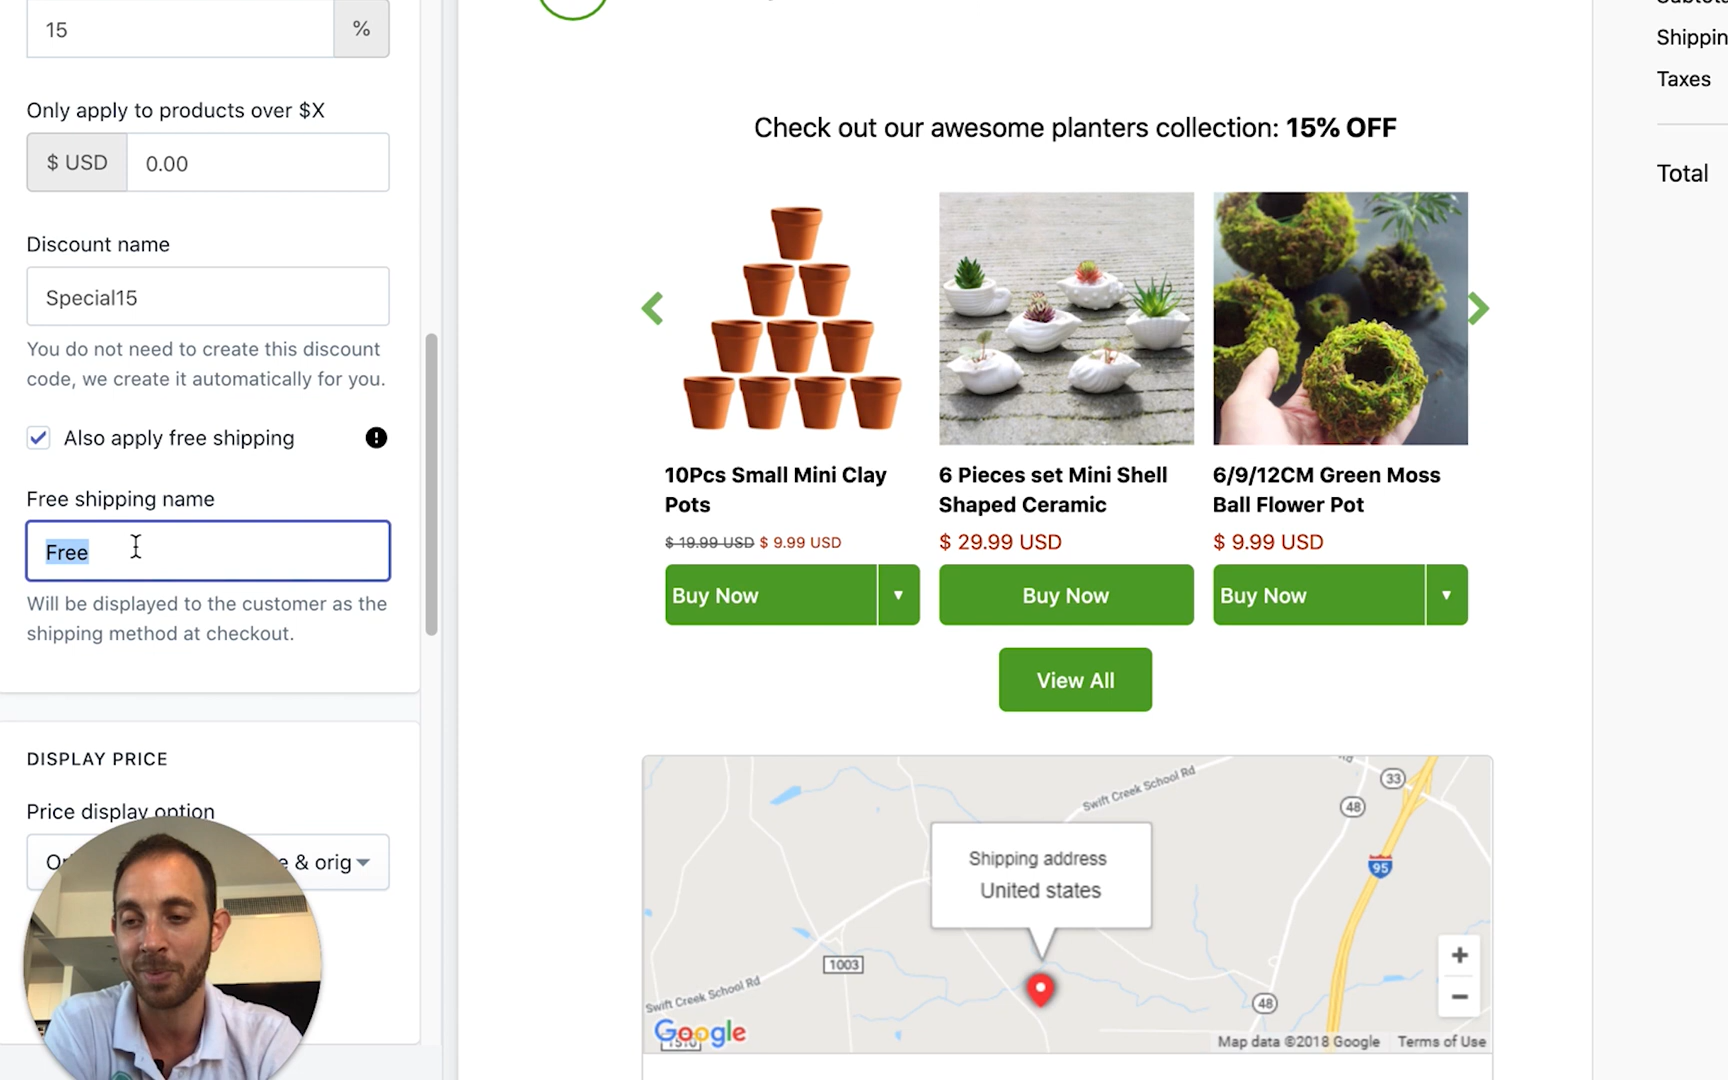 15
%
Only apply to products over $X
$ USD
0.00
Discount name
Special15
You do not need to create this discount
code, we create it automatically for you.
Also apply free shipping
Free shipping name
Free
Will be displayed to the customer as the
shipping method at checkout.
DISPLAY PRICE
Price display option
& orig
Check out our awesome planters collection: 15% OFF
10Pcs Small Mini Clay
Pots
$ 19.99 USD $ 9.99 USD
Buy Now
6 Pieces set Mini Shell
Shaped Ceramic
$ 29.99 USD
Buy Now
6/9/12CM Green Moss
Ball Flower Pot
$ 9.99 USD
Buy Now
View All
Swift Creek School Rd
33
48
95
Shipping address
United states
1003
Swift Creek School Rd
48
Google
Map data ©2018 Google
Terms of Use
Shippin
Taxes
Total